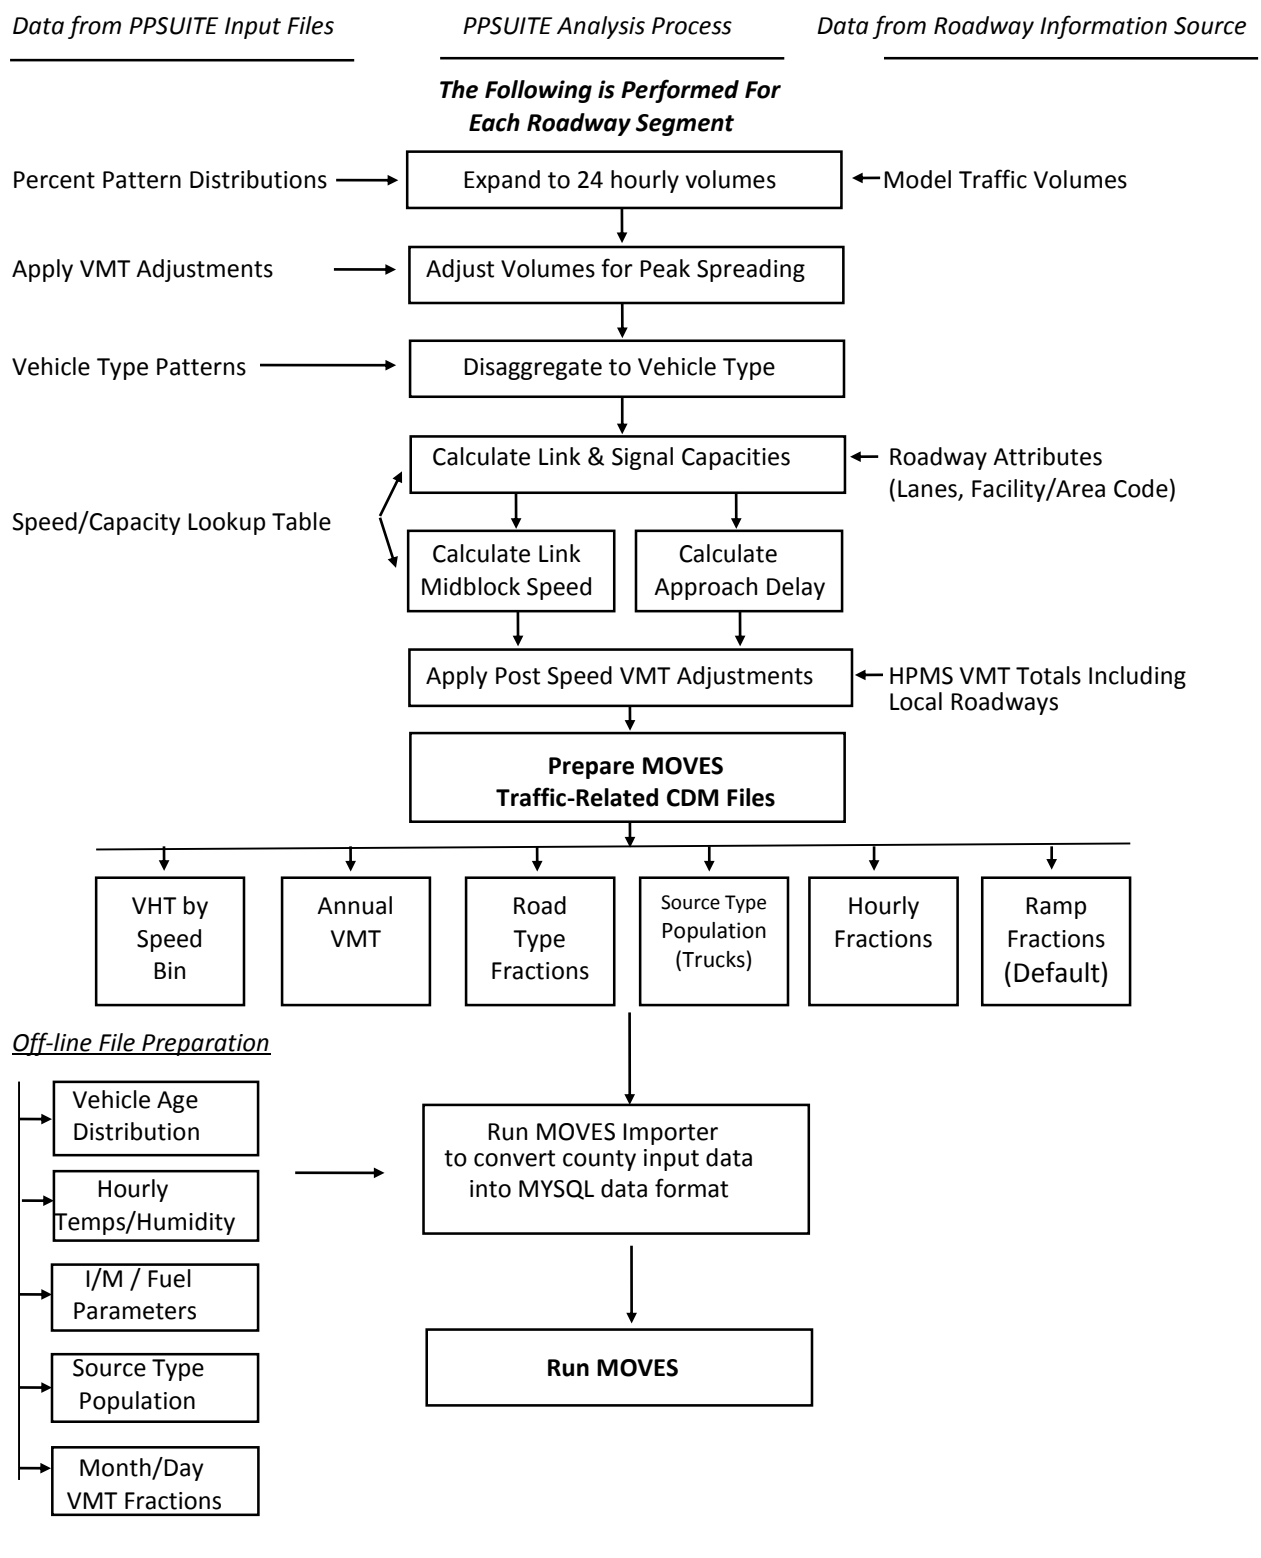 Data from PPSUITE Input Files
PPSUITE Analysis Process
Data from Roadway Information Source
The Following is Performed For
Each Roadway Segment
Percent Pattern Distributions
Expand to 24 hourly volumes
Model Traffic Volumes
Apply VMT Adjustments
Adjust Volumes for Peak Spreading
Vehicle Type Patterns
Disaggregate to Vehicle Type
Calculate Link & Signal Capacities
Roadway Attributes
(Lanes, Facility/Area Code)
Speed/Capacity Lookup Table
Calculate Link
Midblock Speed
Calculate
Approach Delay
Apply Post Speed VMT Adjustments
HPMS VMT Totals Including
Local Roadways
Prepare MOVES
Traffic-Related CDM Files
VHT by
Speed
Bin
Annual
VMT
Road
Type
Fractions
Source Type
Population
(Trucks)
Hourly
Fractions
Ramp
Fractions
(Default)
Off-line File Preparation
Vehicle Age
Distribution
Hourly
Temps/Humidity
I/M / Fuel
Parameters
Source Type
Population
Month/Day
VMT Fractions
Run MOVES Importer
to convert county input data
into MYSQL data format
Run MOVES